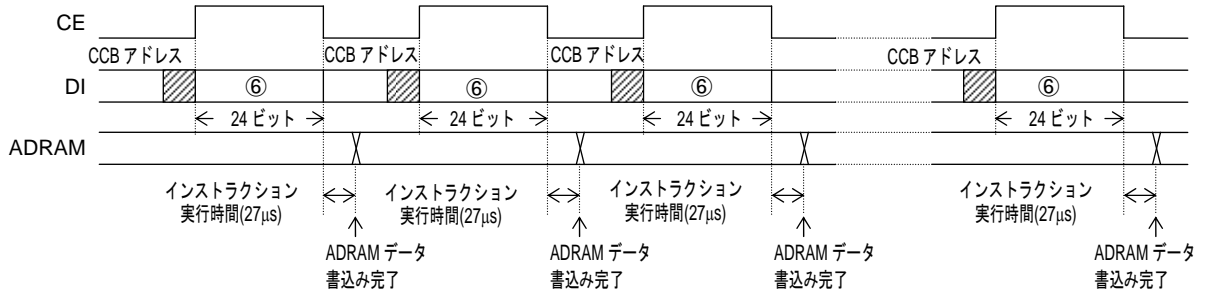 CE
CCB アドレス CCB アドレス CCB アドレス CCB アドレス
DI ⑥ ⑥ ⑥ ⑥
24 ビット 24 ビット 24 ビット 24 ビット
ADRAM
インストラクション インストラクション インストラクション インストラクション
実行時間(27μs) 実行時間(27μs) 実行時間(27μs) 実行時間(27μs)
ADRAM データ ADRAM データ ADRAM データ ADRAM データ
書込み完了 書込み完了 書込み完了 書込み完了